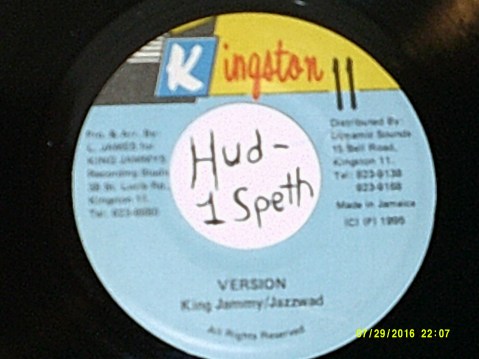 Kingston 11
Pro. & Arr. By:
L. JAMES for
KING JAMMYS
Recording Studio
38 St. Lucia Rd.,
Kingston 11.
Tel:
Hud-
1 Speth
Distributed By:
Sounds
15 Bell Road,
Kingston 11.
Tel: 923-9138
923-9168
Made in Jamaica
(C) (P) 1995
VERSION
King Jammy/Jazzwad
All Rights Reserved
07/29/2016 22:07